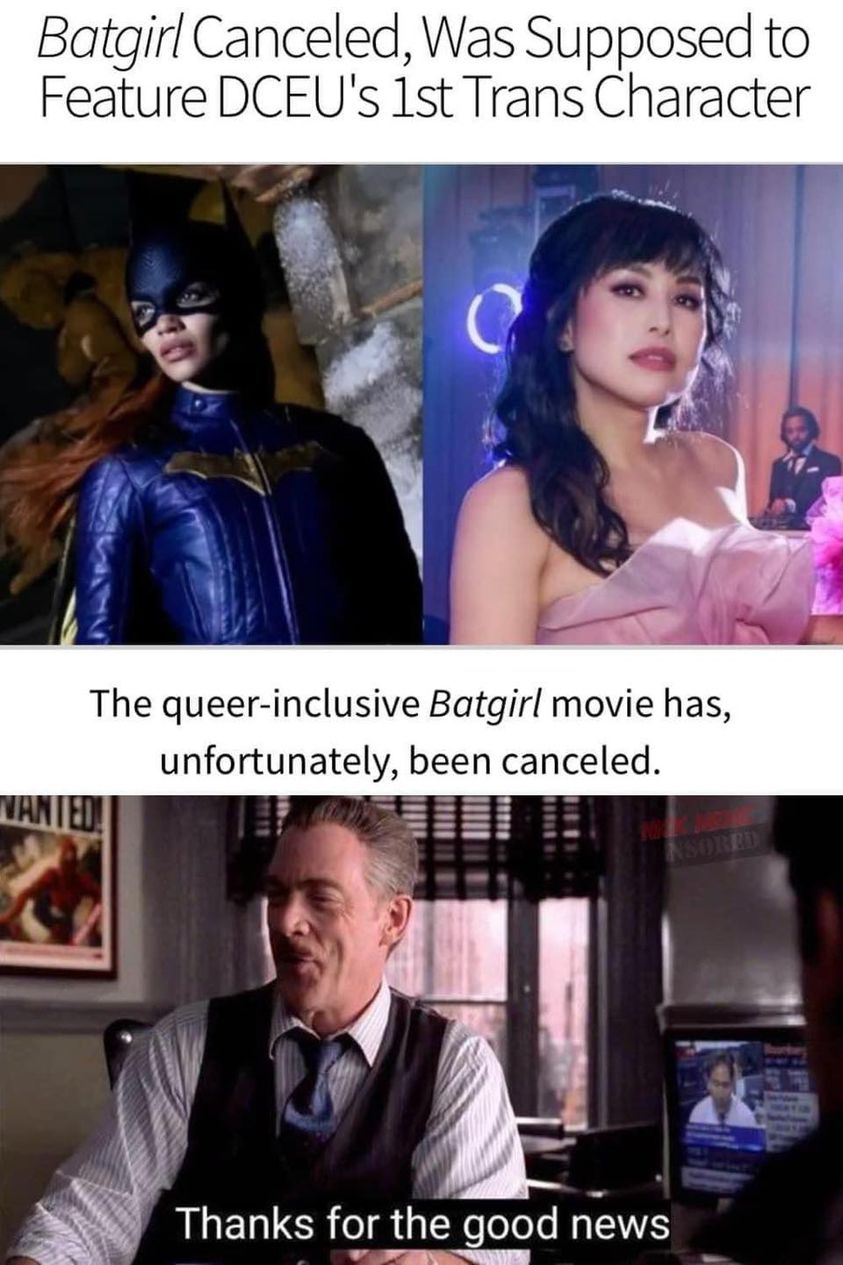 Batgirl Canceled, Was Supposed to
Feature DCEU's 1st Trans Character
The queer-inclusive Batgirl movie has,
unfortunately, been canceled.
WANTED!
Thanks for the good news